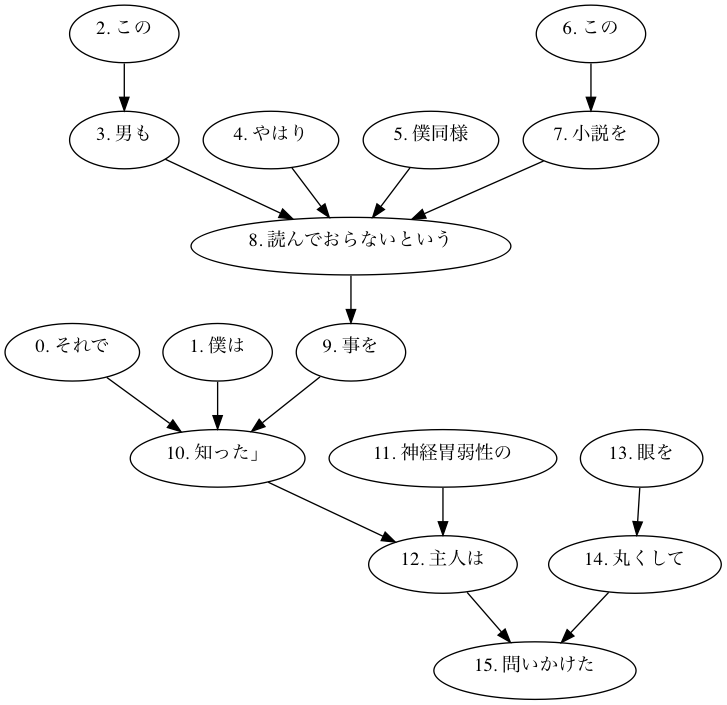 2. この
6. この
3. 男も
4. やはり
5. 僕同様
7. 小説を
8. 読んでおらないという
0. それで
1. 僕は
9. 事を
10. 知った」
11. 神経胃弱性の
13. 眼を
12. 主人は
14. 丸くして
15. 問いかけた